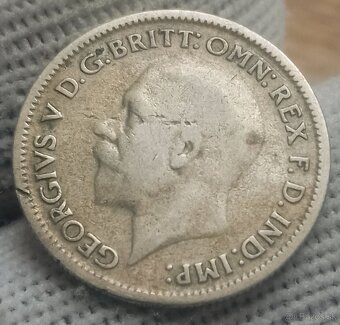 GEORGIVS V D.G.BRITT: OMN: REX F.D.IND:IMP: